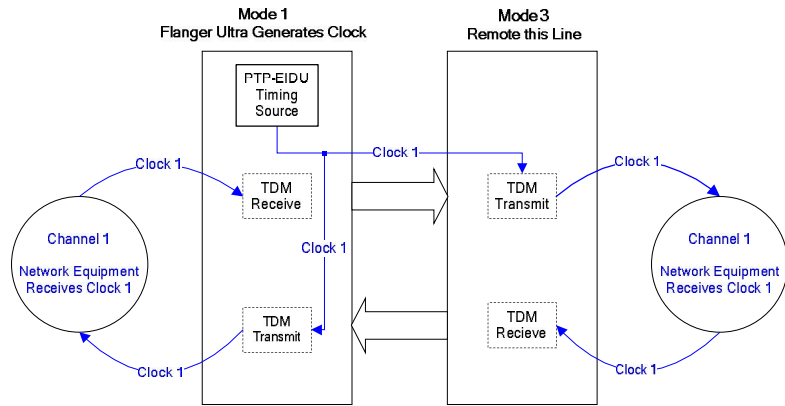 Mode 1
Flanger Ultra Generates Clock
Mode 3
Remote this Line
PTP-EIDU
Timing
Source
Clock 1
Clock 1
Clock 1
TDM
Receive
TDM
Transmit
Channel 1
Network Equipment
Receives Clock 1
Clock 1
Channel 1
Network Equipment
Receives Clock 1
TDM
Transmit
TDM
Recieve
Clock 1
Clock 1